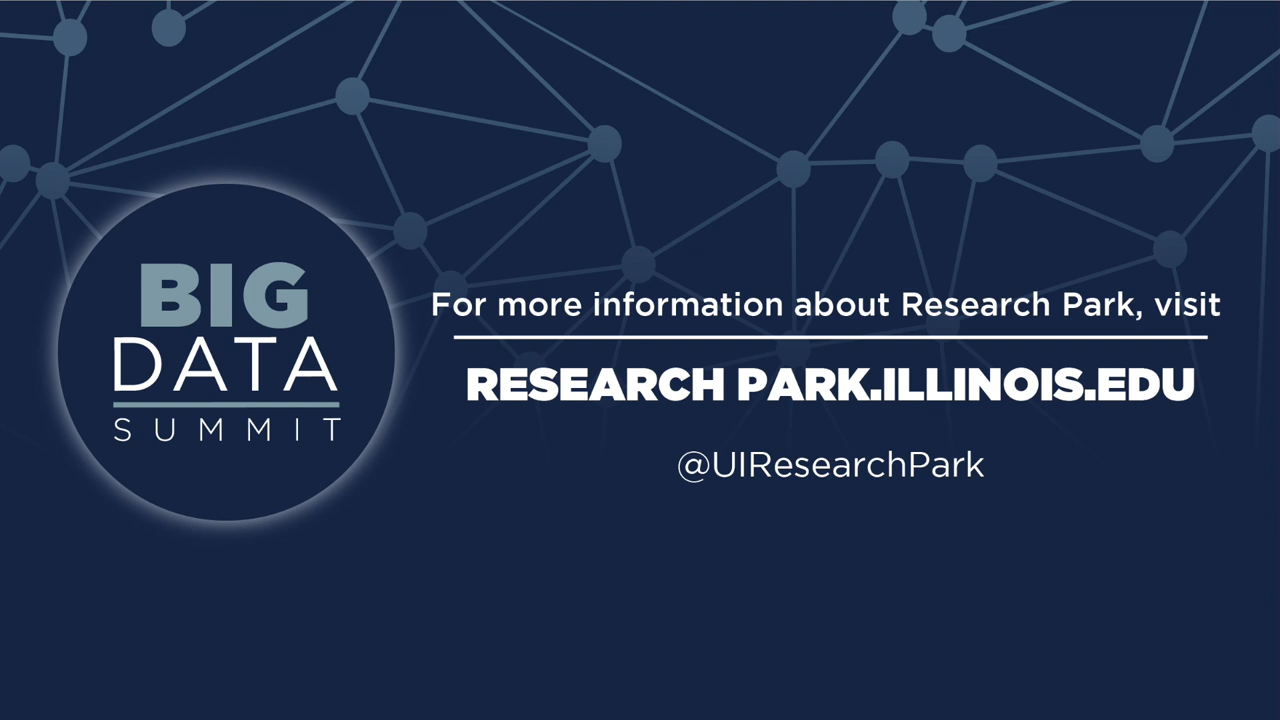 BIG
DATA
SUMMIT
For more information about Research Park, visit
RESEARCH PARK.ILLINOIS.EDU
@UIResearchPark